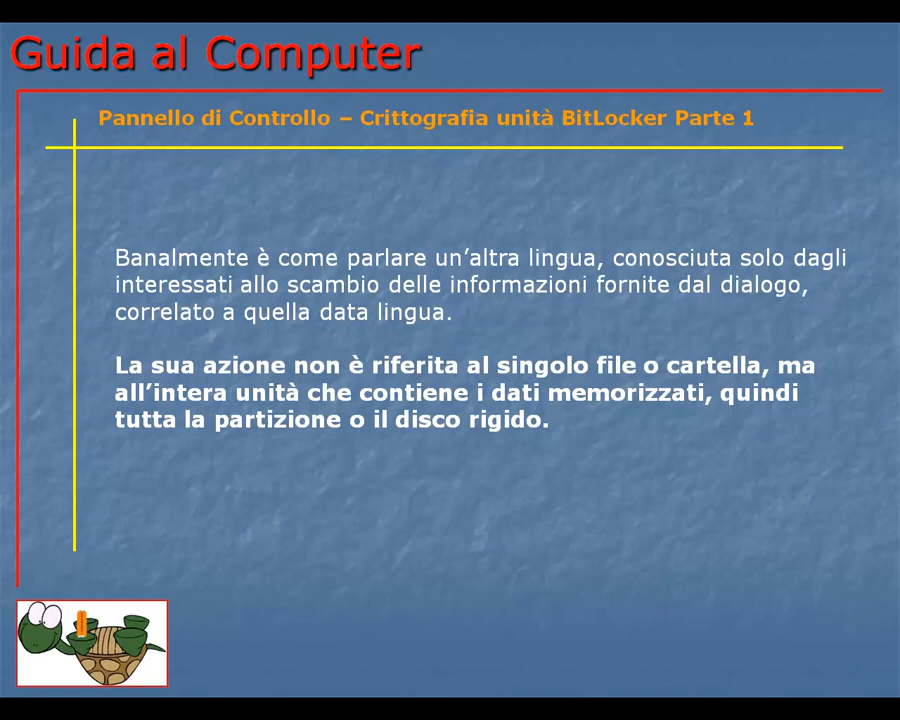 Guida al Computer
Pannello di Controllo – Crittografia unità BitLocker Parte 1
Banalmente è come parlare un’altra lingua, conosciuta solo dagli
interessati allo scambio delle informazioni fornite dal dialogo,
correlato a quella data lingua.
La sua azione non è riferita al singolo file o cartella, ma
all’intera unità che contiene i dati memorizzati, quindi
tutta la partizione o il disco rigido.